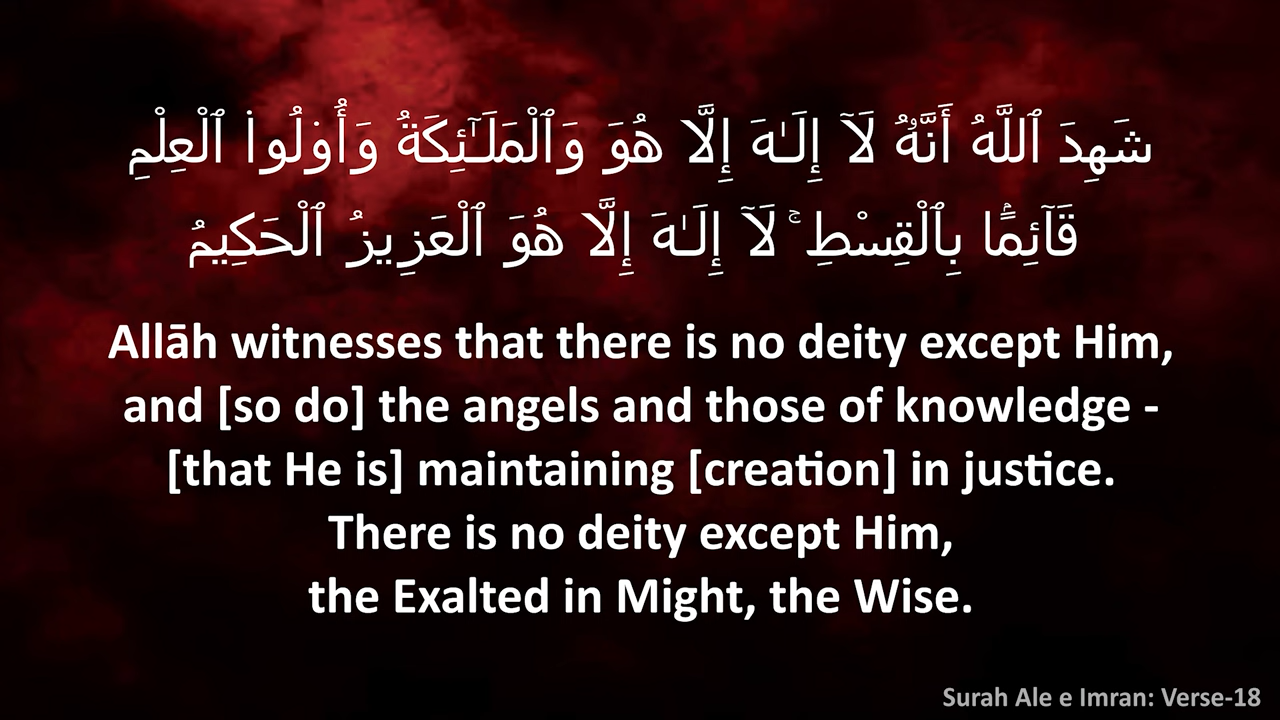 شَهِدَ ٱللَّهُ أَنَّهُۥ لَآ إِلَـٰهَ إِلَّا هُوَ وَٱلْمَلَـٰٓئِكَةُ وَأُو۟لُوا۟ ٱلْعِلْمِ
قَآئِمًۢا بِٱلْقِسْطِ ۚ لَآ إِلَـٰهَ إِلَّا هُوَ ٱلْعَزِيزُ ٱلْحَكِيمُ
Allāh witnesses that there is no deity except Him,
and [so do] the angels and those of knowledge -
[that He is] maintaining [creation] in justice.
There is no deity except Him,
the Exalted in Might, the Wise.
Surah Ale e Imran: Verse-18